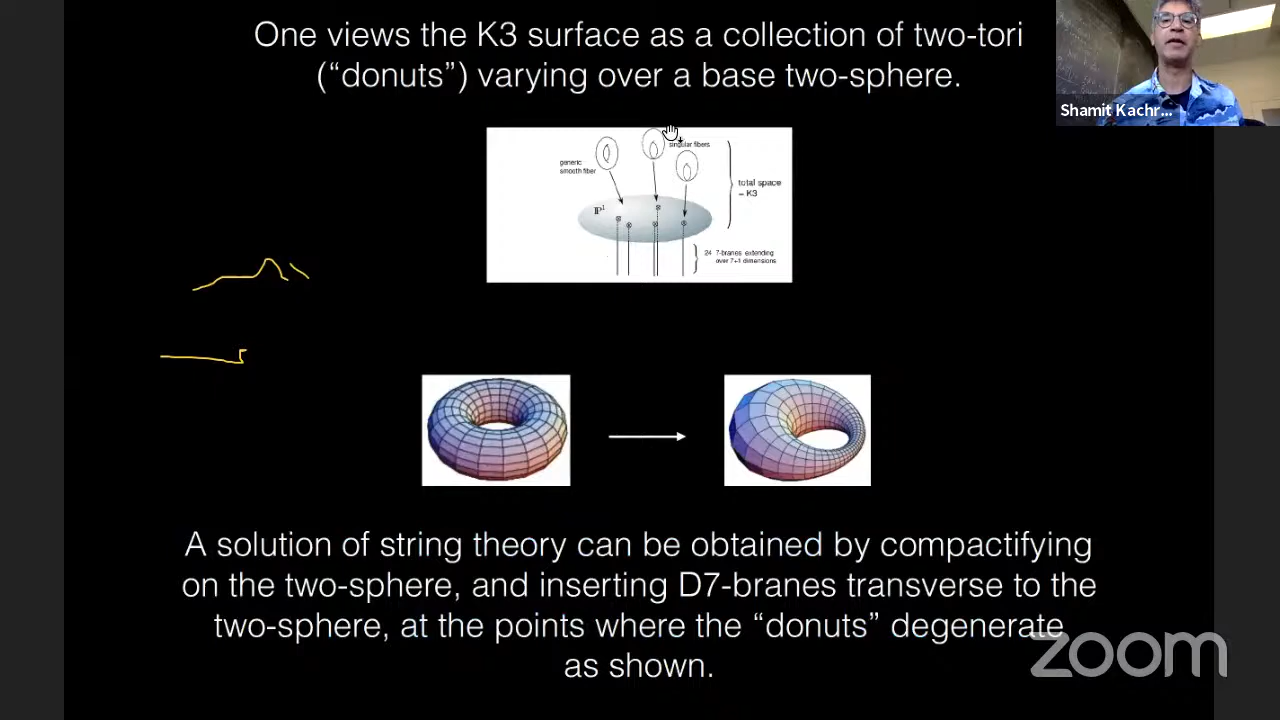 One views the K3 surface as a collection of two-tori
(“donuts”) varying over a base two-sphere.
Shamit Kachr...
generic
smooth fiber
singular fibers
total space
= K3
ℙ¹
24 7-branes extending
over 7+1 dimensions
A solution of string theory can be obtained by compactifying
on the two-sphere, and inserting D7-branes transverse to the
two-sphere, at the points where the “donuts” degenerate
as shown.
zoom